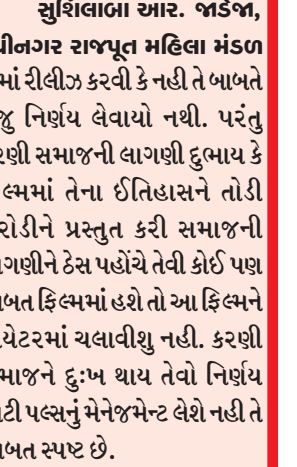 સુશિલાબા આર. જાડેજા,
ધીનગર રાજપૂત મહિલા મંડળ
માં રીલીઝ કરવી કે નહી તે બાબતે
જુ નિર્ણય લેવાયો નથી. પરંતુ
રણી સમાજની લાગણી દુભાય કે
લ્મમાં તેના ઈતિહાસને તોડી
રોડીને પ્રસ્તુત કરી સમાજની
ાગણીને ઠેસ પહોંચે તેવી કોઈ પણ
ાબત ફિલ્મમાં હશે તો આ ફિલ્મને
યેટરમાં ચલાવીશુ નહી. કરણી
માજને દુઃખ થાય તેવો નિર્ણય
ટી પલ્સનું મેનેજમેન્ટ લેશે નહી તે
ાબત સ્પષ્ટ છે.